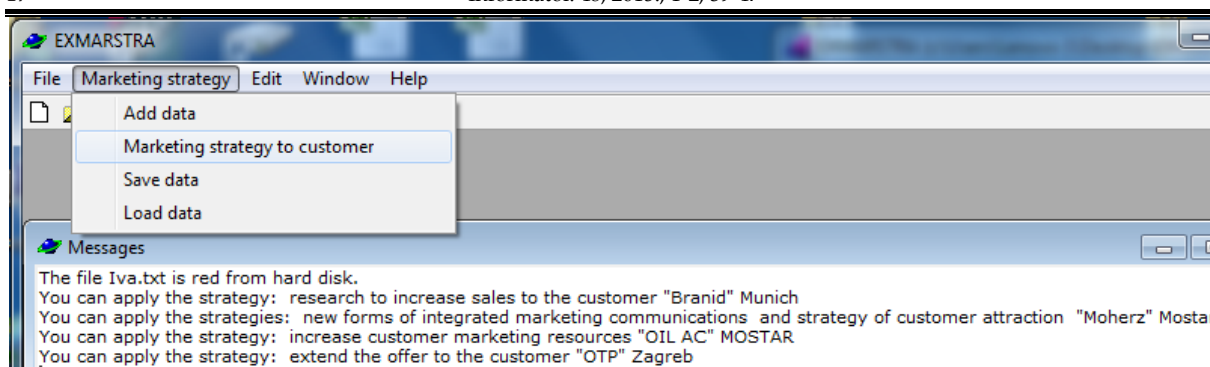 EXMARSTRA
File Marketing strategy Edit Window Help
Add data
Marketing strategy to customer
Save data
Load data
Messages
The file Iva.txt is red from hard disk.
You can apply the strategy: research to increase sales to the customer "Branid" Munich
You can apply the strategies: new forms of integrated marketing communications and strategy of customer attraction "Moherz" Mosta
You can apply the strategy: increase customer marketing resources "OIL AC" MOSTAR
You can apply the strategy: extend the offer to the customer "OTP" Zagreb